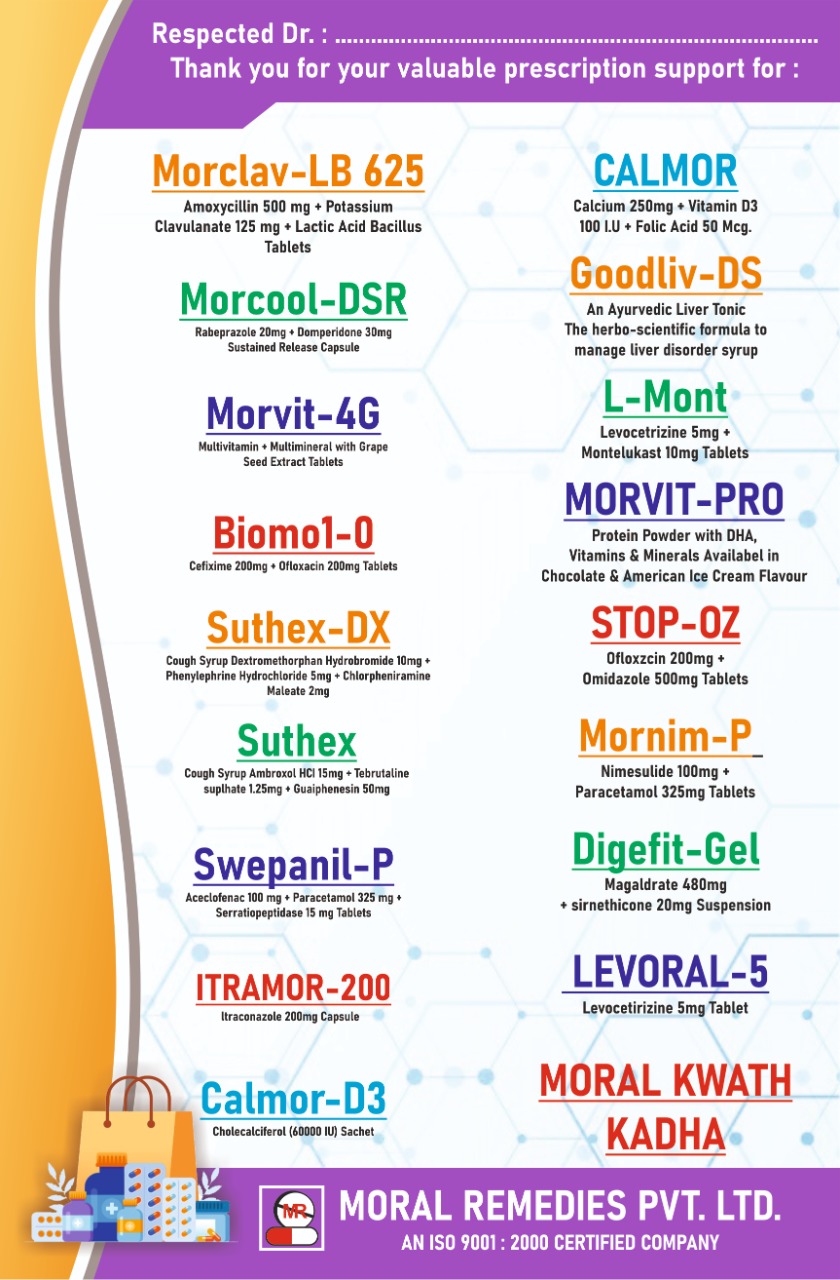 Respected Dr. : ................................................................................
Thank you for your valuable prescription support for :
Morclav-LB 625
Amoxycillin 500 mg + Potassium
Clavulanate 125 mg + Lactic Acid Bacillus
Tablets
Morcool-DSR
Rabeprazole 20mg + Domperidone 30mg
Sustained Release Capsule
Morvit-4G
Multivitamin + Multimineral with Grape
Seed Extract Tablets
Biomo1-0
Cefixime 200mg + Ofloxacin 200mg Tablets
Suthex-DX
Cough Syrup Dextromethorphan Hydrobromide 10mg +
Phenylephrine Hydrochloride 5mg + Chlorpheniramine
Maleate 2mg
Suthex
Cough Syrup Ambroxol HCl 15mg + Tebrutaline
suplhate 1.25mg + Guaiphenesin 50mg
Swepanil-P
Aceclofenac 100 mg + Paracetamol 325 mg +
Serratiopeptidase 15 mg Tablets
ITRAMOR-200
Itraconazole 200mg Capsule
Calmor-D3
Cholecalciferol (60000 IU) Sachet
CALMOR
Calcium 250mg + Vitamin D3
100 I.U + Folic Acid 50 Mcg.
Goodliv-DS
An Ayurvedic Liver Tonic
The herbo-scientific formula to
manage liver disorder syrup
L-Mont
Levocetrizine 5mg +
Montelukast 10mg Tablets
MORVIT-PRO
Protein Powder with DHA,
Vitamins & Minerals Availabel in
Chocolate & American Ice Cream Flavour
STOP-OZ
Ofloxzcin 200mg +
Omidazole 500mg Tablets
Mornim-P_
Nimesulide 100mg +
Paracetamol 325mg Tablets
Digefit-Gel
Magaldrate 480mg
+ sirnethicone 20mg Suspension
LEVORAL-5
Levocetirizine 5mg Tablet
MORAL KWATH
KADHA
MR
MORAL REMEDIES PVT. LTD.
AN ISO 9001 : 2000 CERTIFIED COMPANY